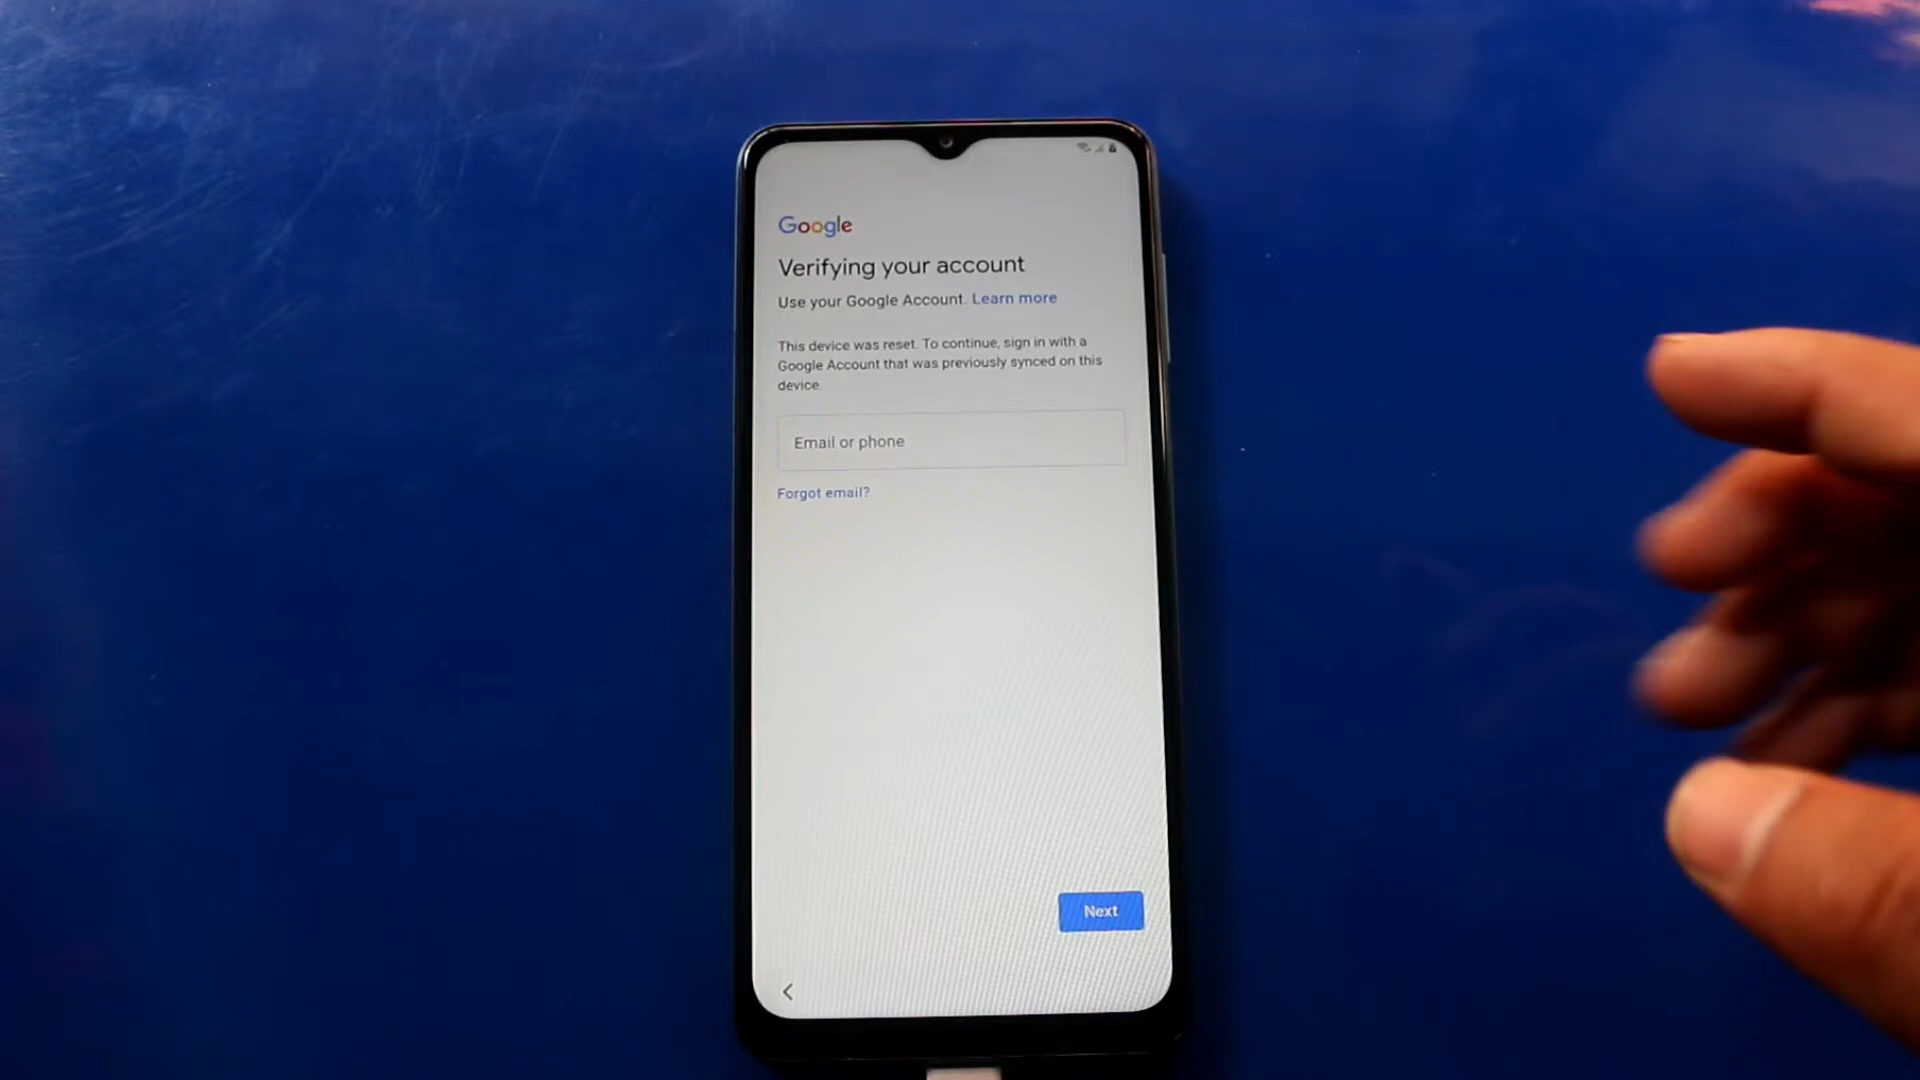 Google
Verifying your account
Use your Google Account. Learn more
This device was reset. To continue, sign in with a
Google Account that was previously synced on this
device.
Email or phone
Forgot email?
Next